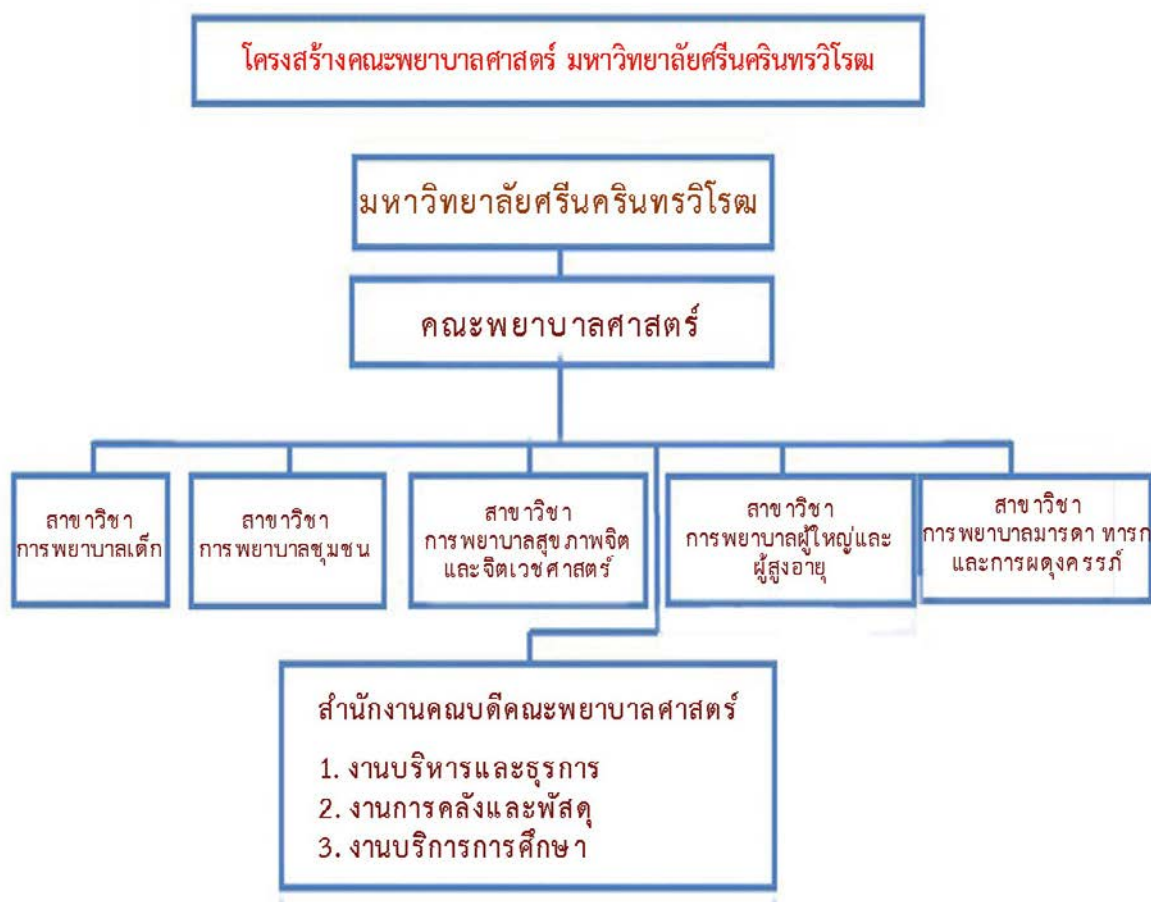 โครงสร้างคณะพยาบาลศาสตร์ มหาวิทยาลัยศรีนครินทรวิโรฒ
มหาวิทยาลัยศรีนครินทรวิโรฒ
คณะพยาบาลศาสตร์
สาขาวิชา
การพยาบาลเด็ก
สาขาวิชา
การพยาบาลชุมชน
สาขาวิชา
การพยาบาลสุขภาพจิต
และจิตเวชศาสตร์
สาขาวิชา
การพยาบาลผู้ใหญ่และ
ผู้สูงอายุ
สาขาวิชา
การพยาบาลมารดา ทารก
และการผดุงครรภ์
สำนักงานคณบดีคณะพยาบาลศาสตร์
1. งานบริหารและธุรการ
2. งานการคลังและพัสดุ
3. งานบริการการศึกษา